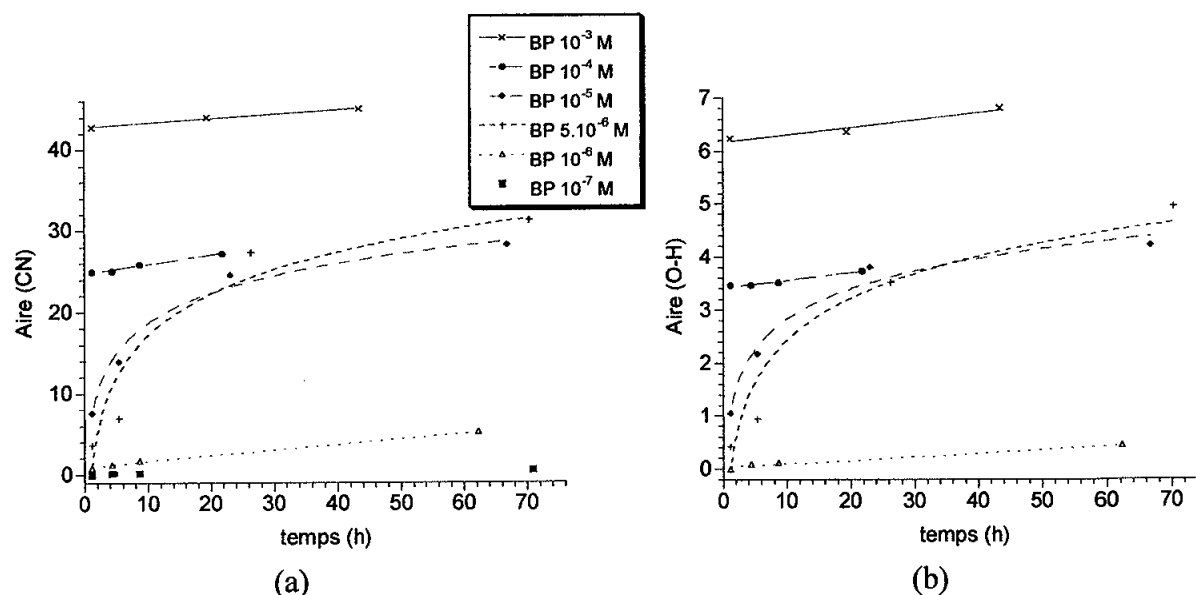 BP 10⁻³ M
BP 10⁻⁴ M
BP 10⁻⁵ M
BP 5.10⁻⁶ M
BP 10⁻⁶ M
BP 10⁻⁷ M
Aire (CN)
40
30
20
10
0
0 10 20 30 40 50 60 70
temps (h)
(a)
Aire (O-H)
7
6
5
4
3
2
1
0
0 10 20 30 40 50 60 70
temps (h)
(b)